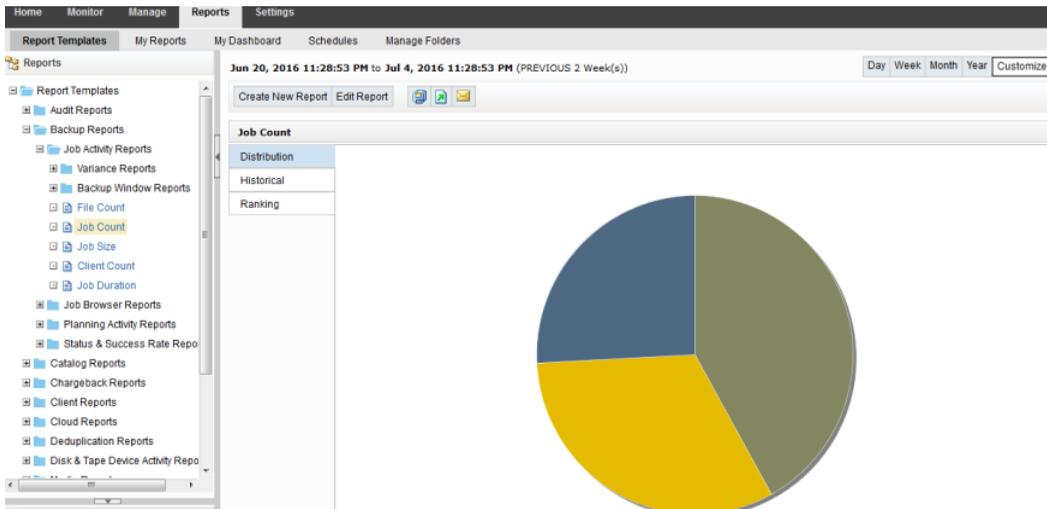 Home Monitor Manage Reports Settings
Report Templates My Reports My Dashboard Schedules Manage Folders
Reports
Jun 20, 2016 11:28:53 PM to Jul 4, 2016 11:28:53 PM (PREVIOUS 2 Week(s))
Day Week Month Year Customize
Create New Report Edit Report
Job Count
Distribution
Historical
Ranking
Report Templates
Audit Reports
Backup Reports
Job Activity Reports
Variance Reports
Backup Window Reports
File Count
Job Count
Job Size
Client Count
Job Duration
Job Browser Reports
Planning Activity Reports
Status & Success Rate Repo
Catalog Reports
Chargeback Reports
Client Reports
Cloud Reports
Deduplication Reports
Disk & Tape Device Activity Repo